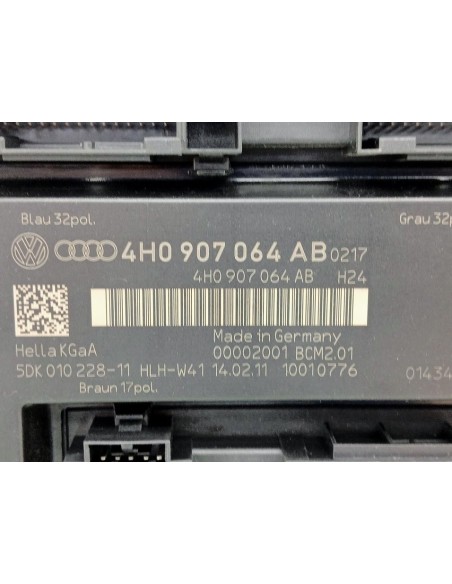 Blau 32pol.
Grau 32p
4H0 907 064 AB 0217
4H0 907 064 AB H24
Made in Germany
Hella KGaA 00002001 BCM2.01
5DK 010 228-11 HLH-W41 14.02.11 10010776 01434
Braun 17pol.